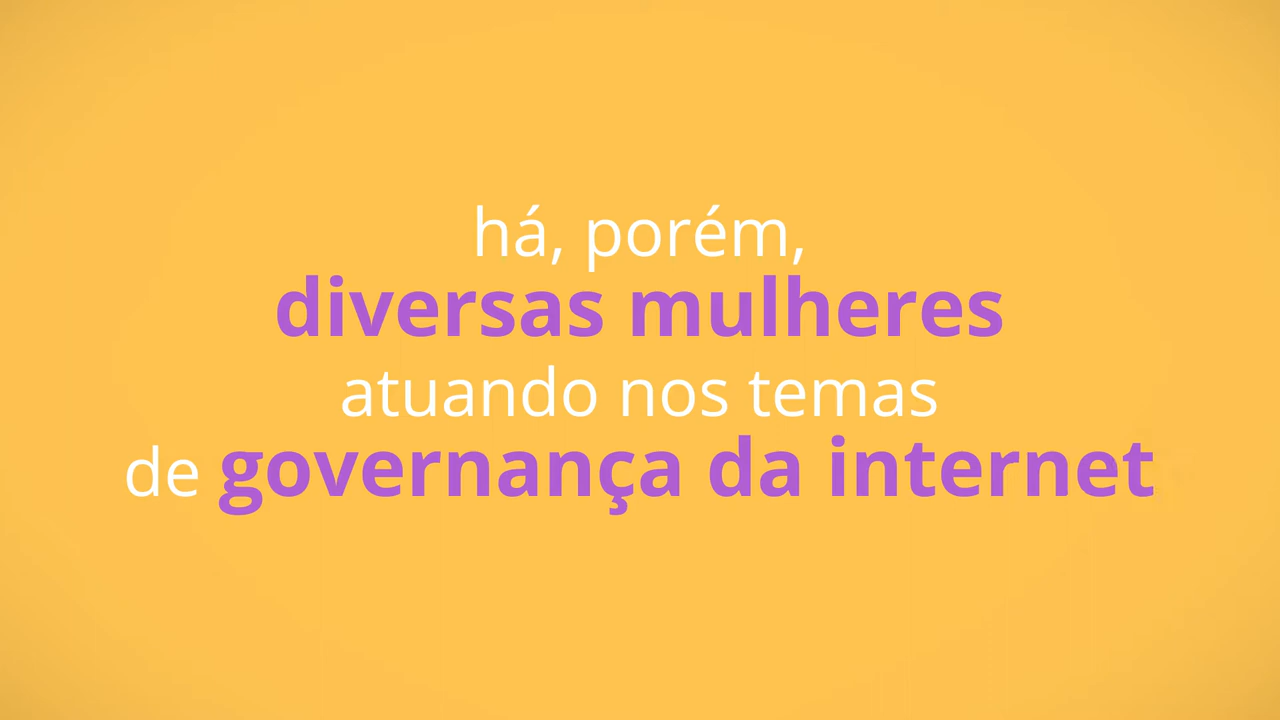 há, porém,
diversas mulheres
atuando nos temas
de governança da internet